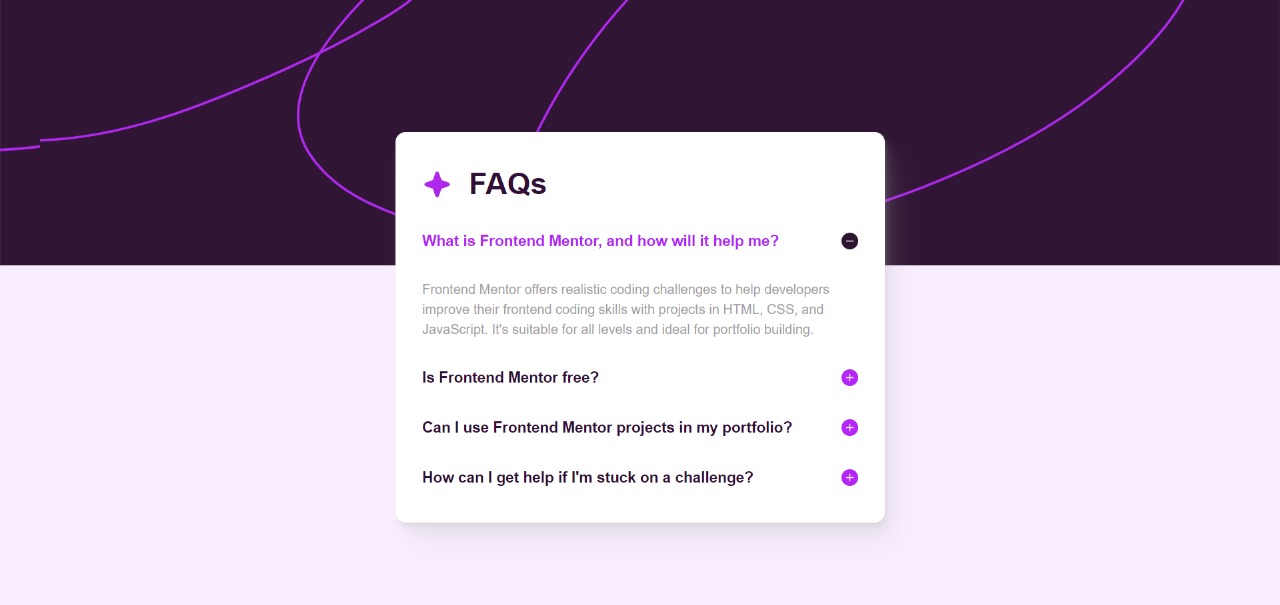 FAQs
What is Frontend Mentor, and how will it help me?
Frontend Mentor offers realistic coding challenges to help developers
improve their frontend coding skills with projects in HTML, CSS, and
JavaScript. It's suitable for all levels and ideal for portfolio building.
Is Frontend Mentor free?
Can I use Frontend Mentor projects in my portfolio?
How can I get help if I'm stuck on a challenge?